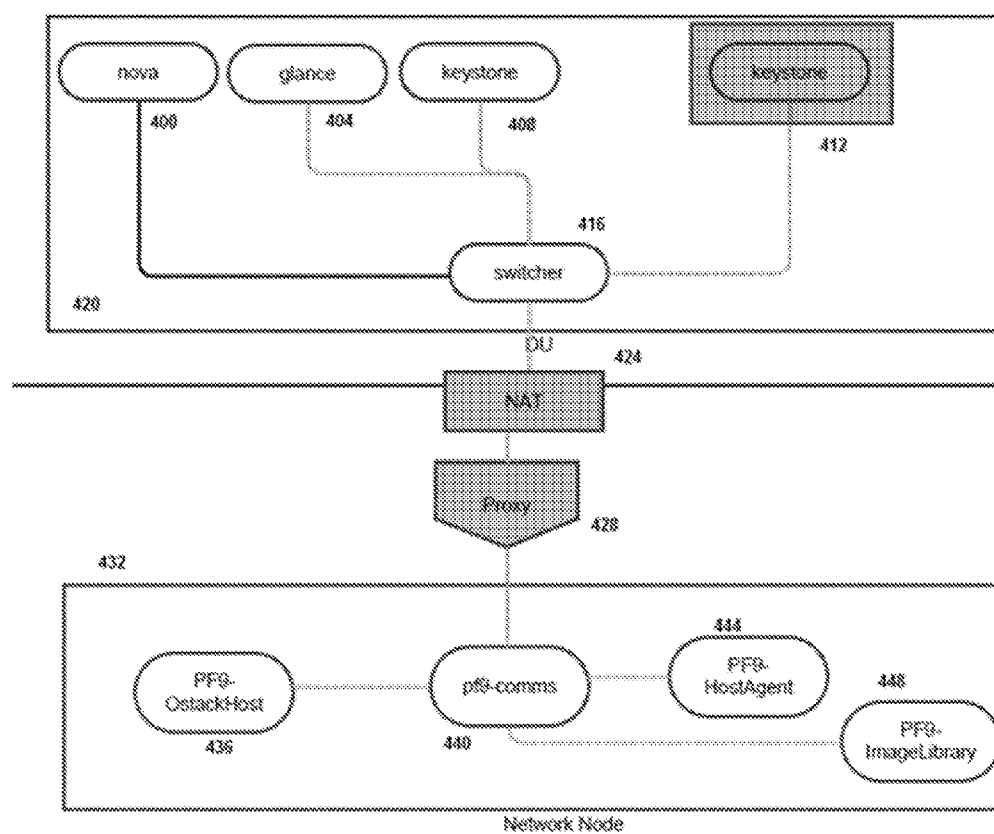 nova
glance
keystone
keystone
400
404
408
412
416
switcher
420
DU
424
NAT
Proxy
428
432
444
PF9-
OstackHost
pf9-comms
PF9-
HostAgent
448
436
440
PF9-
ImageLibrary
Network Node